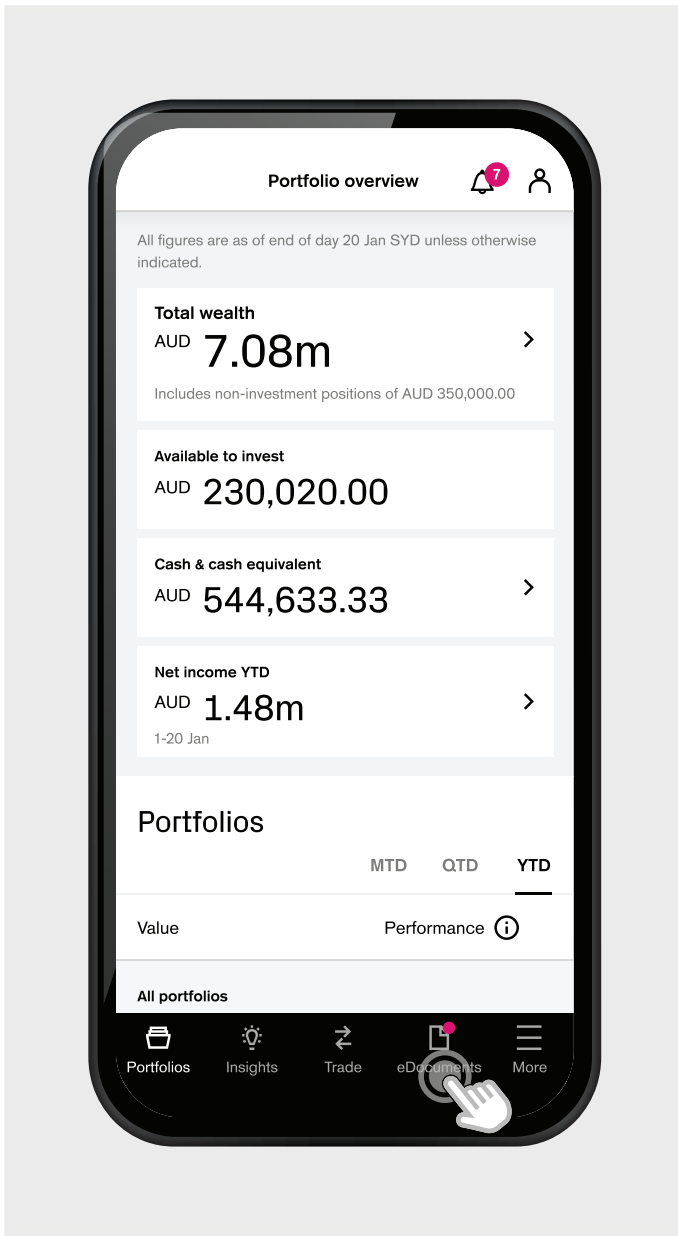 Portfolio overview
7
All figures are as of end of day 20 Jan SYD unless otherwise
indicated.
Total wealth
AUD 7.08m
Includes non-investment positions of AUD 350,000.00
Available to invest
AUD 230,020.00
Cash & cash equivalent
AUD 544,633.33
Net income YTD
AUD 1.48m
1-20 Jan
Portfolios
MTD QTD YTD
Value Performance
All portfolios
Portfolios Insights Trade eDocuments More